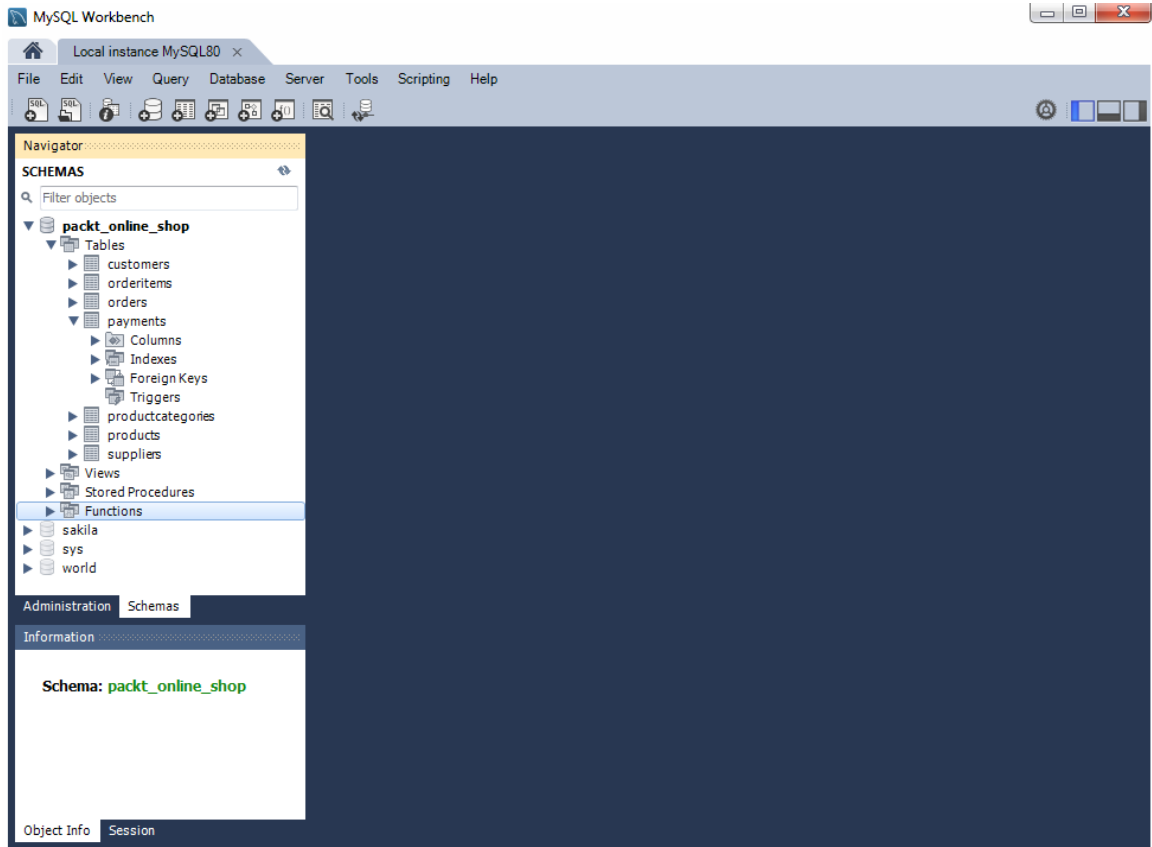 MySQL Workbench
Local instance MySQL80 ×
File Edit View Query Database Server Tools Scripting Help
SQL SQL
Navigator
SCHEMAS
Filter objects
packt_online_shop
Tables
customers
orderitems
orders
payments
Columns
Indexes
Foreign Keys
Triggers
productcategories
products
suppliers
Views
Stored Procedures
Functions
sakila
sys
world
Administration Schemas
Information
Schema: packt_online_shop
Object Info Session